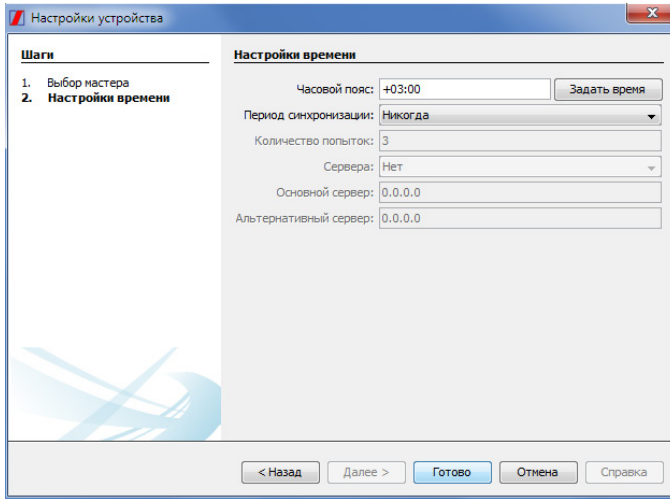 Настройки устройства
Шаги
1. Выбор мастера
2. Настройки времени
Настройки времени
Часовой пояс: +03:00 Задать время
Период синхронизации: Никогда
Количество попыток: 3
Сервера: Нет
Основной сервер: 0.0.0.0
Альтернативный сервер: 0.0.0.0
< Назад Далее > Готово Отмена Справка